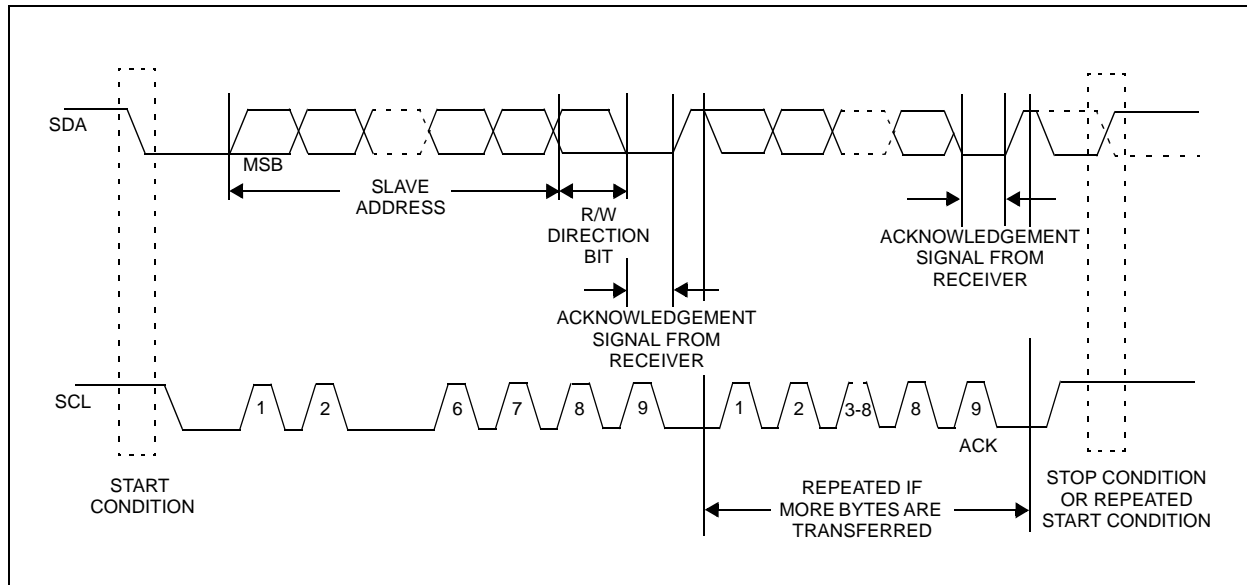 SDA
MSB
SLAVE
ADDRESS
R/W
DIRECTION
BIT
ACKNOWLEDGEMENT
SIGNAL FROM
RECEIVER
ACKNOWLEDGEMENT
SIGNAL FROM
RECEIVER
SCL
1 2 6 7 8 9 1 2 3-8 8 9
ACK
START
CONDITION
REPEATED IF
MORE BYTES ARE
TRANSFERRED
STOP CONDITION
OR REPEATED
START CONDITION